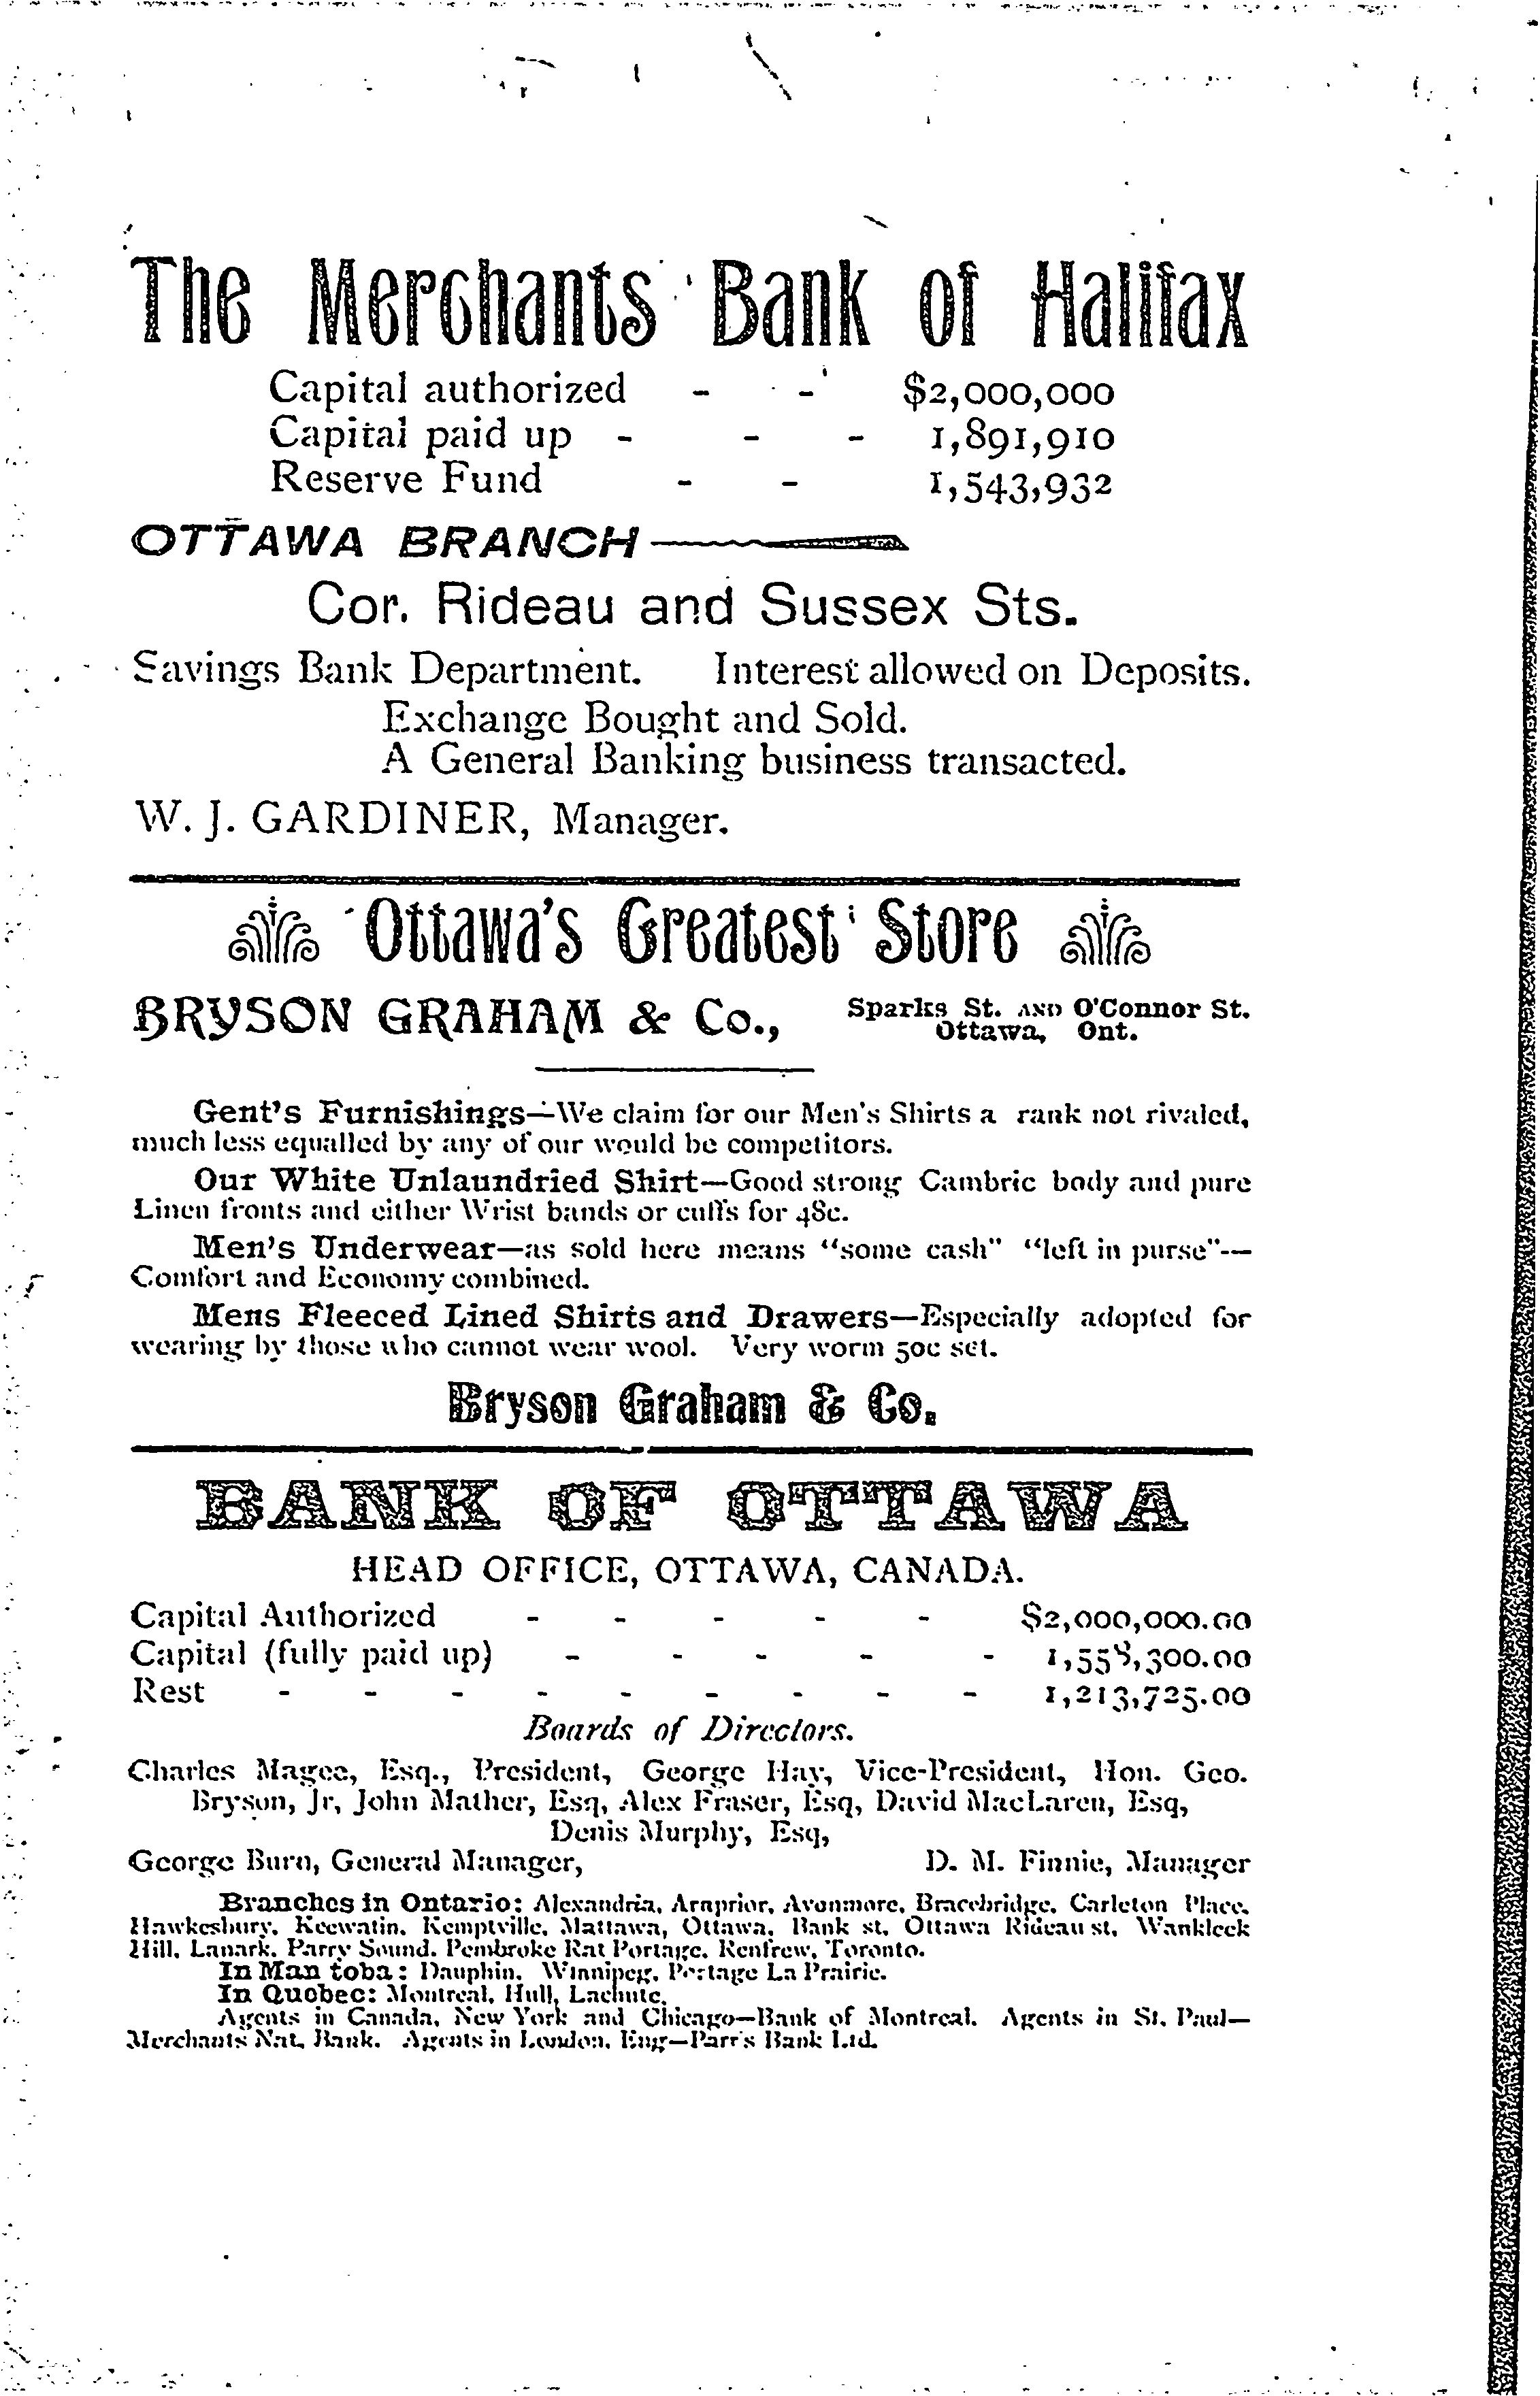 The Merchants Bank of Halifax
Capital authorized - - $2,000,000
Capital paid up - - - 1,891,910
Reserve Fund - - 1,543,932
OTTAWA BRANCH
Cor. Rideau and Sussex Sts.
Savings Bank Department. Interest allowed on Deposits.
Exchange Bought and Sold.
A General Banking business transacted.
W. J. GARDINER, Manager.
Ottawa's Greatest Store
BRYSON GRAHAM & Co., Sparks St. AND O'Connor St.
Ottawa, Ont.
Gent's Furnishings—We claim for our Men's Shirts a rank not rivaled,
much less equalled by any of our would be competitors.
Our White Unlaundried Shirt—Good strong Cambric body and pure
Linen fronts and either Wrist bands or cuffs for 48c.
Men's Underwear—as sold here means "some cash" "left in purse"—
Comfort and Economy combined.
Mens Fleeced Lined Shirts and Drawers—Especially adopted for
wearing by those who cannot wear wool. Very worm 50c set.
Bryson Graham & Co.
BANK OF OTTAWA
HEAD OFFICE, OTTAWA, CANADA.
Capital Authorized - - - - - $2,000,000.00
Capital (fully paid up) - - - - - 1,558,300.00
Rest - - - - - - - - - 1,213,725.00
Boards of Directors.
Charles Magee, Esq., President, George Hay, Vice-President, Hon. Geo.
Bryson, Jr, John Mather, Esq, Alex Fraser, Esq, David MacLaren, Esq,
Denis Murphy, Esq,
George Burn, General Manager, D. M. Finnie, Manager
Branches in Ontario: Alexandria, Arnprior, Avonmore, Bracebridge, Carleton Place,
Hawkesbury, Keewatin, Kemptville, Mattawa, Ottawa, Bank st, Ottawa Rideau st, Wankleek
Hill, Lanark, Parry Sound, Pembroke Rat Portage, Renfrew, Toronto.
In Man toba: Dauphin, Winnipeg, Portage La Prairie.
In Quebec: Montreal, Hull, Lachute.
Agents in Canada, New York and Chicago—Bank of Montreal. Agents in St. Paul—
Merchants Nat. Bank. Agents in London, Eng—Parr's Bank Ltd.